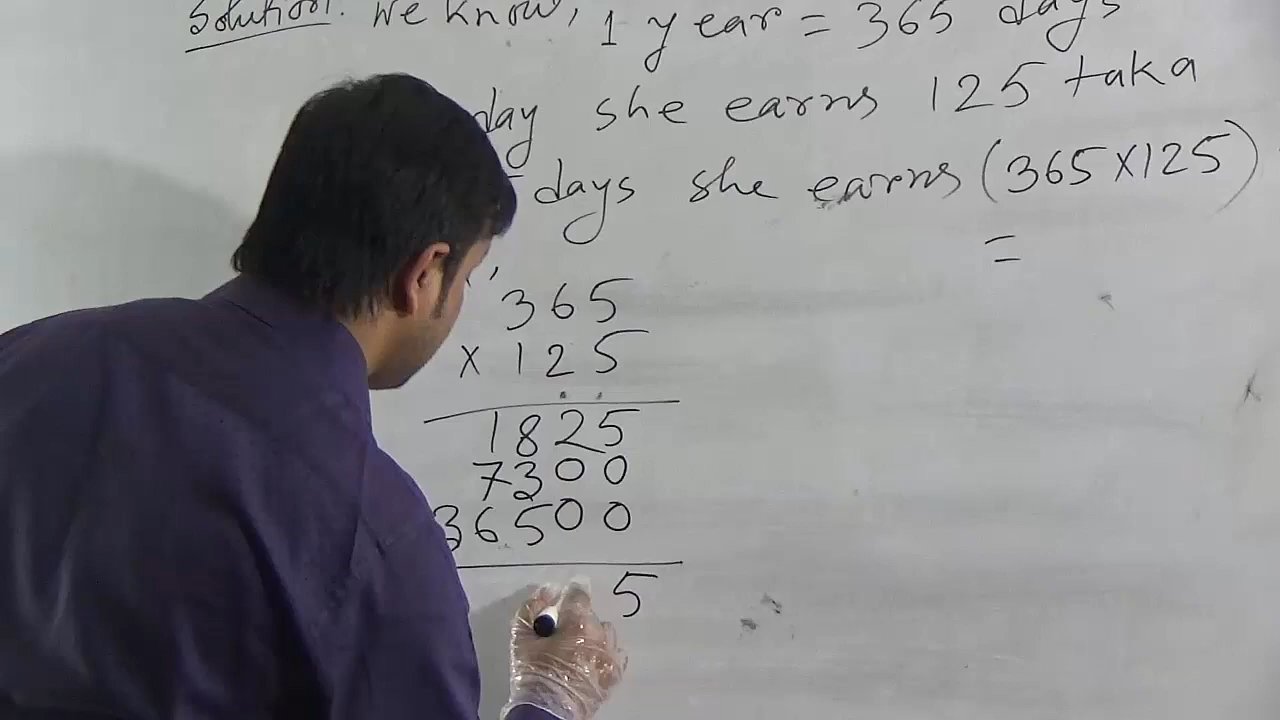 Solution: We know, 1 year = 365 days
day she earns 125 taka
days she earns (365×125)
=
365
× 125
1825
7300
36500
5